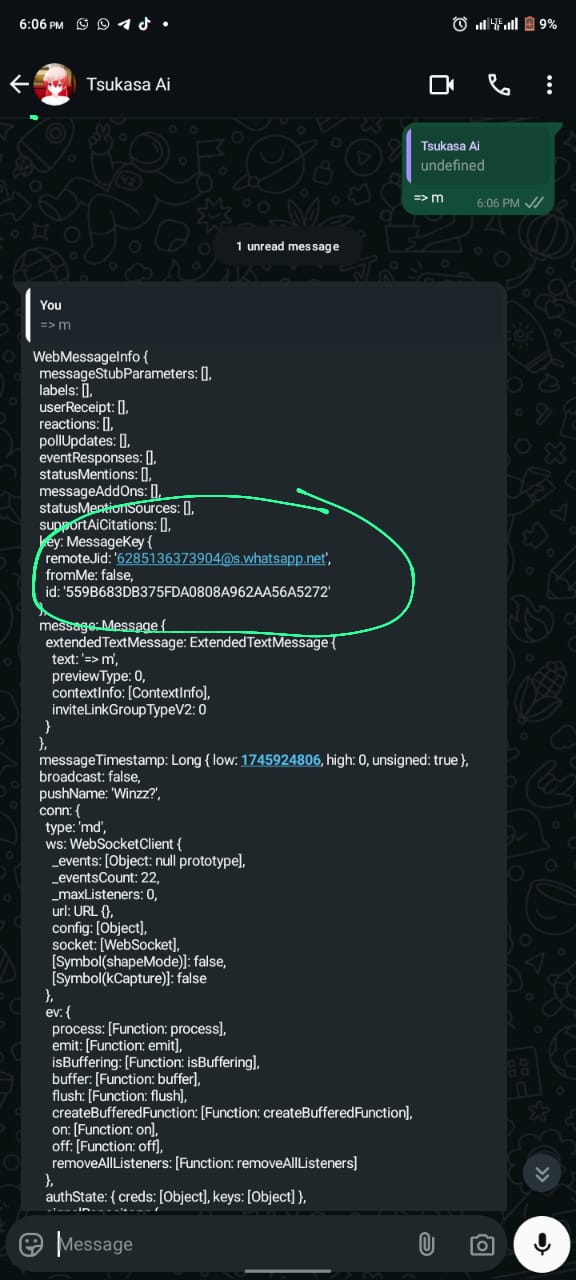 6:06 PM
LTE
9%
Tsukasa Ai
Tsukasa Ai
undefined
=> m
6:06 PM
1 unread message
You
=> m
WebMessageInfo {
messageStubParameters: [],
labels: [],
userReceipt: [],
reactions: [],
pollUpdates: [],
eventResponses: [],
statusMentions: [],
messageAddOns: [],
statusMentionSources: [],
supportAiCitations: [],
key: MessageKey {
remoteJid: '6285136373904@s.whatsapp.net',
fromMe: false,
id: '559B683DB375FDA0808A962AA56A5272'
},
message: Message {
extendedTextMessage: ExtendedTextMessage {
text: '=> m',
previewType: 0,
contextInfo: [ContextInfo],
inviteLinkGroupTypeV2: 0
}
},
messageTimestamp: Long { low: 1745924806, high: 0, unsigned: true },
broadcast: false,
pushName: 'Winzz?',
conn: {
type: 'md',
ws: WebSocketClient {
_events: [Object: null prototype],
_eventsCount: 22,
_maxListeners: 0,
url: URL {},
config: [Object],
socket: [WebSocket],
[Symbol(shapeMode)]: false,
[Symbol(kCapture)]: false
},
ev: {
process: [Function: process],
emit: [Function: emit],
isBuffering: [Function: isBuffering],
buffer: [Function: buffer],
flush: [Function: flush],
createBufferedFunction: [Function: createBufferedFunction],
on: [Function: on],
off: [Function: off],
removeAllListeners: [Function: removeAllListeners]
},
authState: { creds: [Object], keys: [Object] },
Message